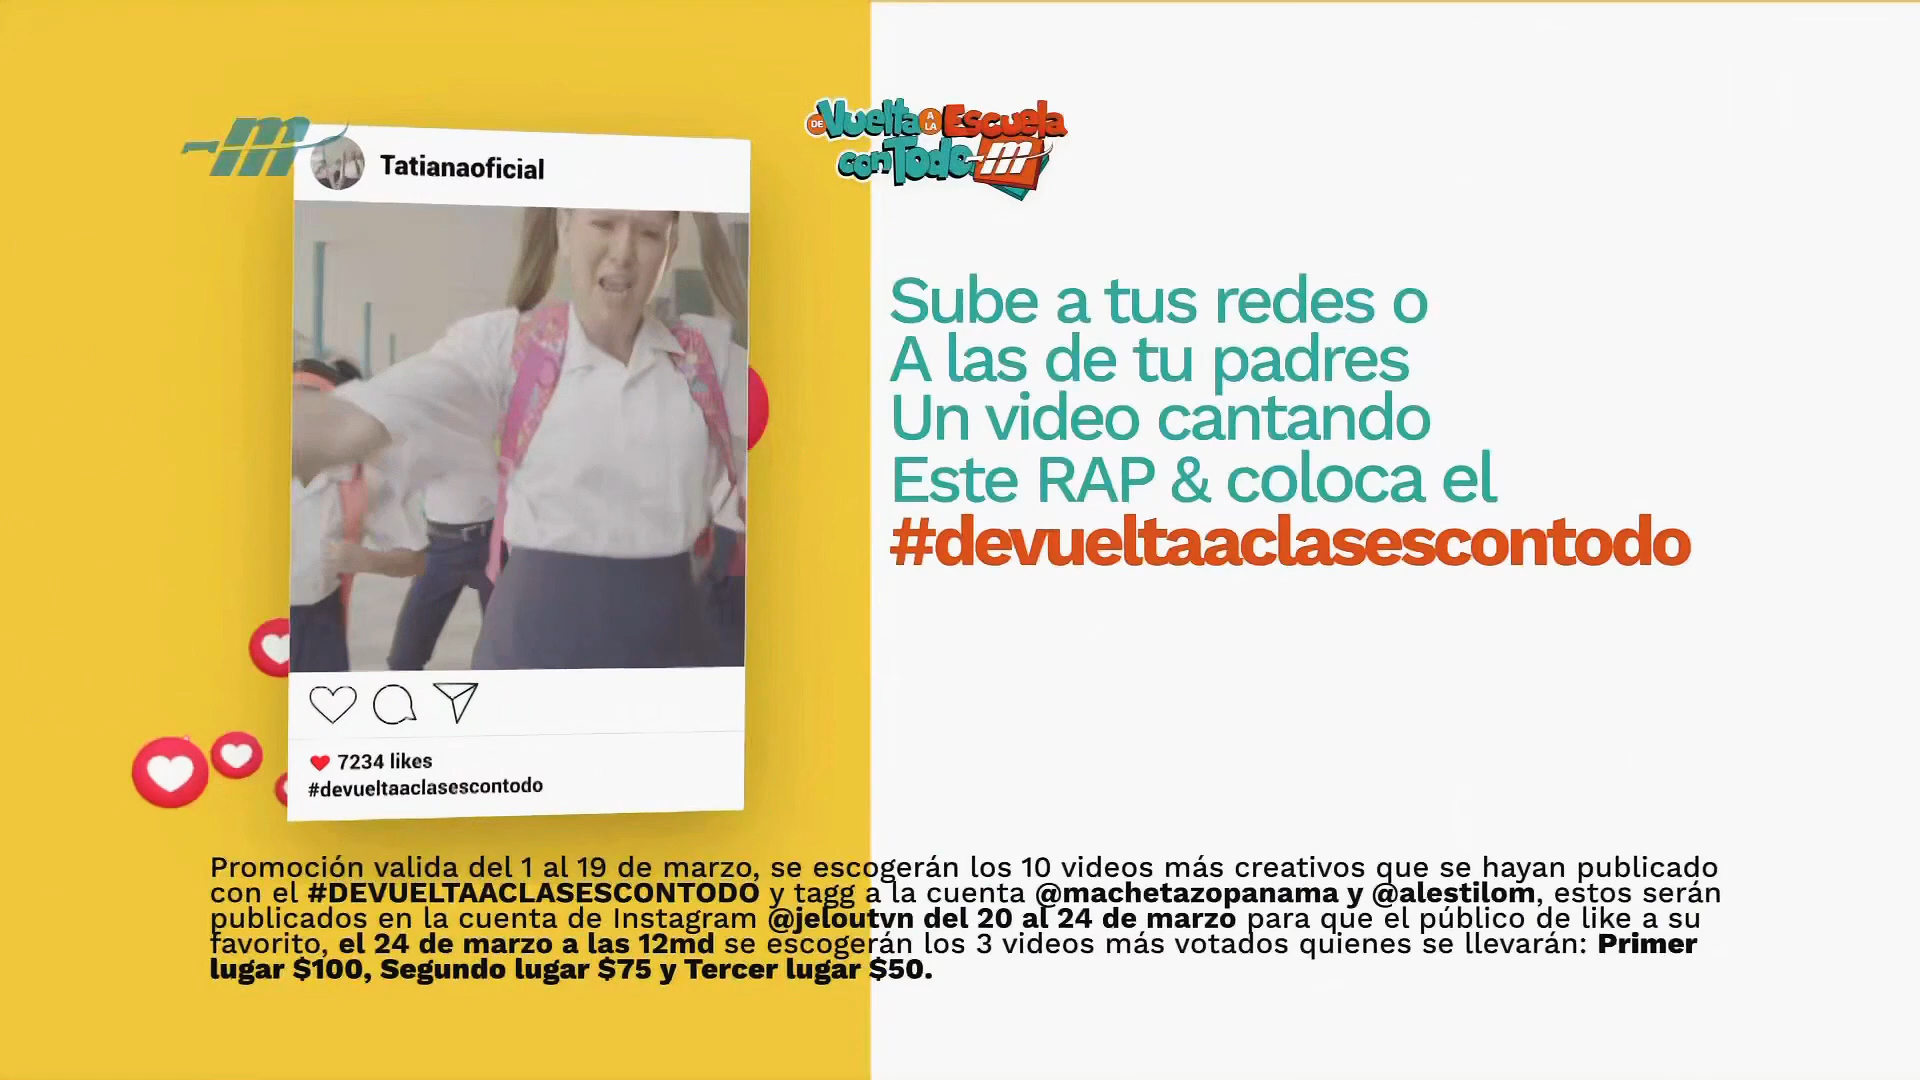 m
Tatianaoficial
DE Vuelta A LA Escuela
con Todo m
Sube a tus redes o
A las de tu padres
Un video cantando
Este RAP & coloca el
#devueltaaclasescontodo
7234 likes
#devueltaaclasescontodo
Promoción valida del 1 al 19 de marzo, se escogerán los 10 videos más creativos que se hayan publicado
con el #DEVUELTAACLASESCONTODO y tagg a la cuenta @machetazopanama y @alestilom, estos serán
publicados en la cuenta de Instagram @jeloutvn del 20 al 24 de marzo para que el público de like a su
favorito, el 24 de marzo a las 12md se escogerán los 3 videos más votados quienes se llevarán: Primer
lugar $100, Segundo lugar $75 y Tercer lugar $50.